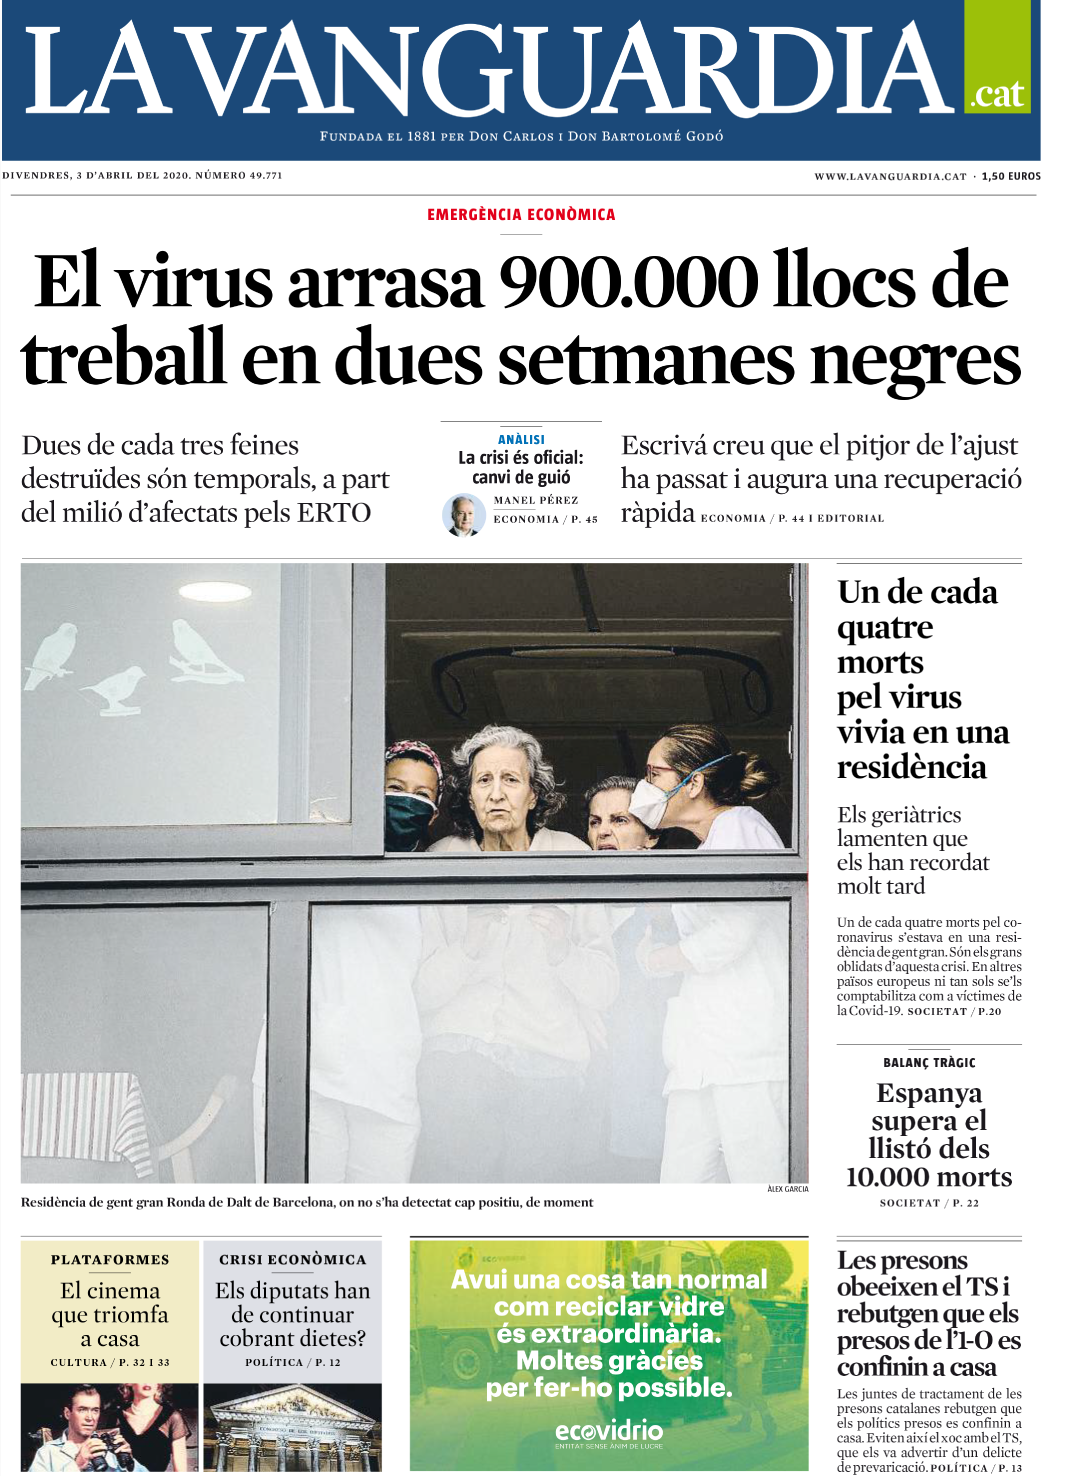 LA VANGUARDIA
.cat
FUNDADA EL 1881 PER DON CARLOS I DON BARTOLOMÉ GODÓ
DIVENDRES, 3 D'ABRIL DEL 2020. NÚMERO 49.771
WWW.LAVANGUARDIA.CAT · 1,50 EUROS
EMERGÈNCIA ECONÒMICA
El virus arrasa 900.000 llocs de
treball en dues setmanes negres
Dues de cada tres feines
destruïdes són temporals, a part
del milió d'afectats pels ERTO
ANÀLISI
La crisi és oficial:
canvi de guió
MANEL PÉREZ
ECONOMIA / P. 45
Escrivá creu que el pitjor de l'ajust
ha passat i augura una recuperació
ràpida ECONOMIA / P. 44 I EDITORIAL
Un de cada
quatre
morts
pel virus
vivia en una
residència
Els geriàtrics
lamenten que
els han recordat
molt tard
Un de cada quatre morts pel co-
ronavirus s'estava en una resi-
dència de gent gran. Són els grans
oblidats d'aquesta crisi. En altres
països europeus ni tan sols se'ls
comptabilitza com a víctimes de
la Covid-19. SOCIETAT / P.20
BALANÇ TRÀGIC
Espanya
supera el
llistó dels
10.000 morts
SOCIETAT / P. 22
ÀLEX GARCIA
Residència de gent gran Ronda de Dalt de Barcelona, on no s'ha detectat cap positiu, de moment
PLATAFORMES
El cinema
que triomfa
a casa
CULTURA / P. 32 I 33
CRISI ECONÒMICA
Els diputats han
de continuar
cobrant dietes?
POLÍTICA / P. 12
CONGRESO DE LOS DIPUTADOS
Avui una cosa tan normal
com reciclar vidre
és extraordinària.
Moltes gràcies
per fer-ho possible.
ecovidrio
ENTITAT SENSE ÀNIM DE LUCRE
Les presons
obeeixen el TS i
rebutgen que els
presos de l'1-O es
confinin a casa
Les juntes de tractament de les
presons catalanes rebutgen que
els polítics presos es confinin a
casa. Eviten així el xoc amb el TS,
que els va advertir d'un delicte
de prevaricació. POLÍTICA / P. 13